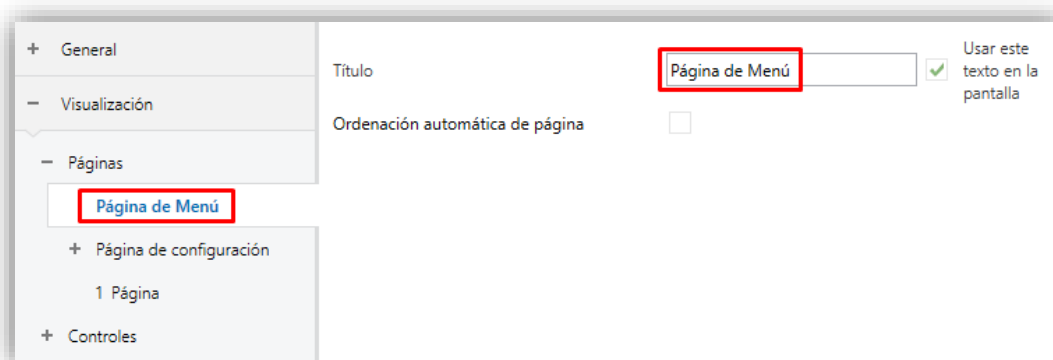 + General
− Visualización
− Páginas
Página de Menú
+ Página de configuración
1 Página
+ Controles
Título
Página de Menú
Usar este
texto en la
pantalla
Ordenación automática de página